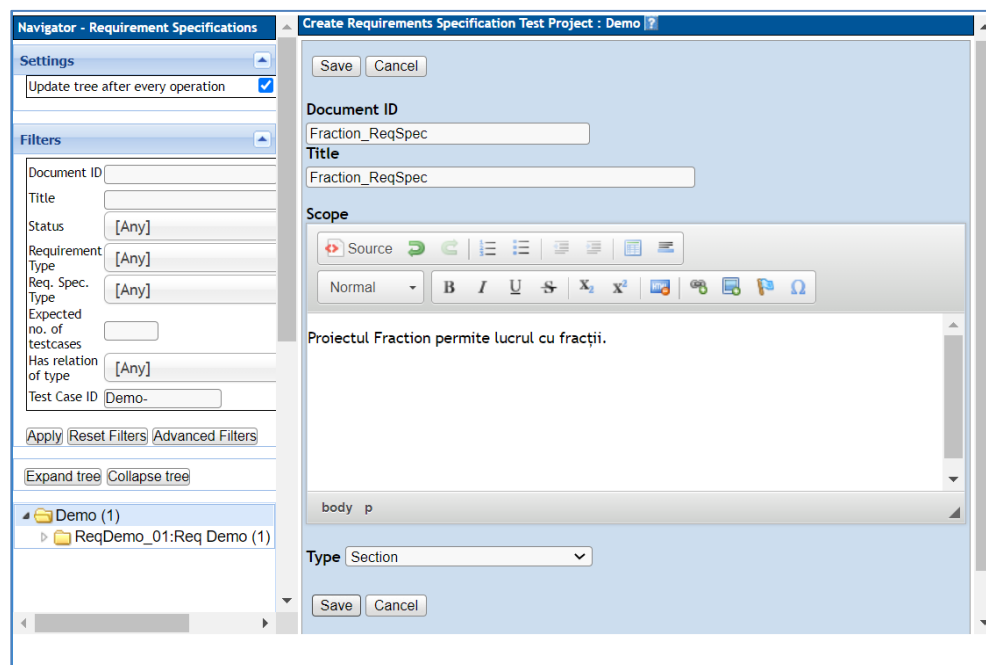 Navigator - Requirement Specifications
Settings
Update tree after every operation
Filters
Document ID
Title
Status [Any]
Requirement
Type [Any]
Req. Spec.
Type [Any]
Expected
no. of
testcases
Has relation
of type [Any]
Test Case ID Demo-
Apply Reset Filters Advanced Filters
Expand tree Collapse tree
Demo (1)
ReqDemo_01:Req Demo (1)
Create Requirements Specification Test Project : Demo ?
Save Cancel
Document ID
Fraction_ReqSpec
Title
Fraction_ReqSpec
Scope
Source
Normal B I U S X₂ x² Ω
Proiectul Fraction permite lucrul cu fracții.
body p
Type Section
Save Cancel